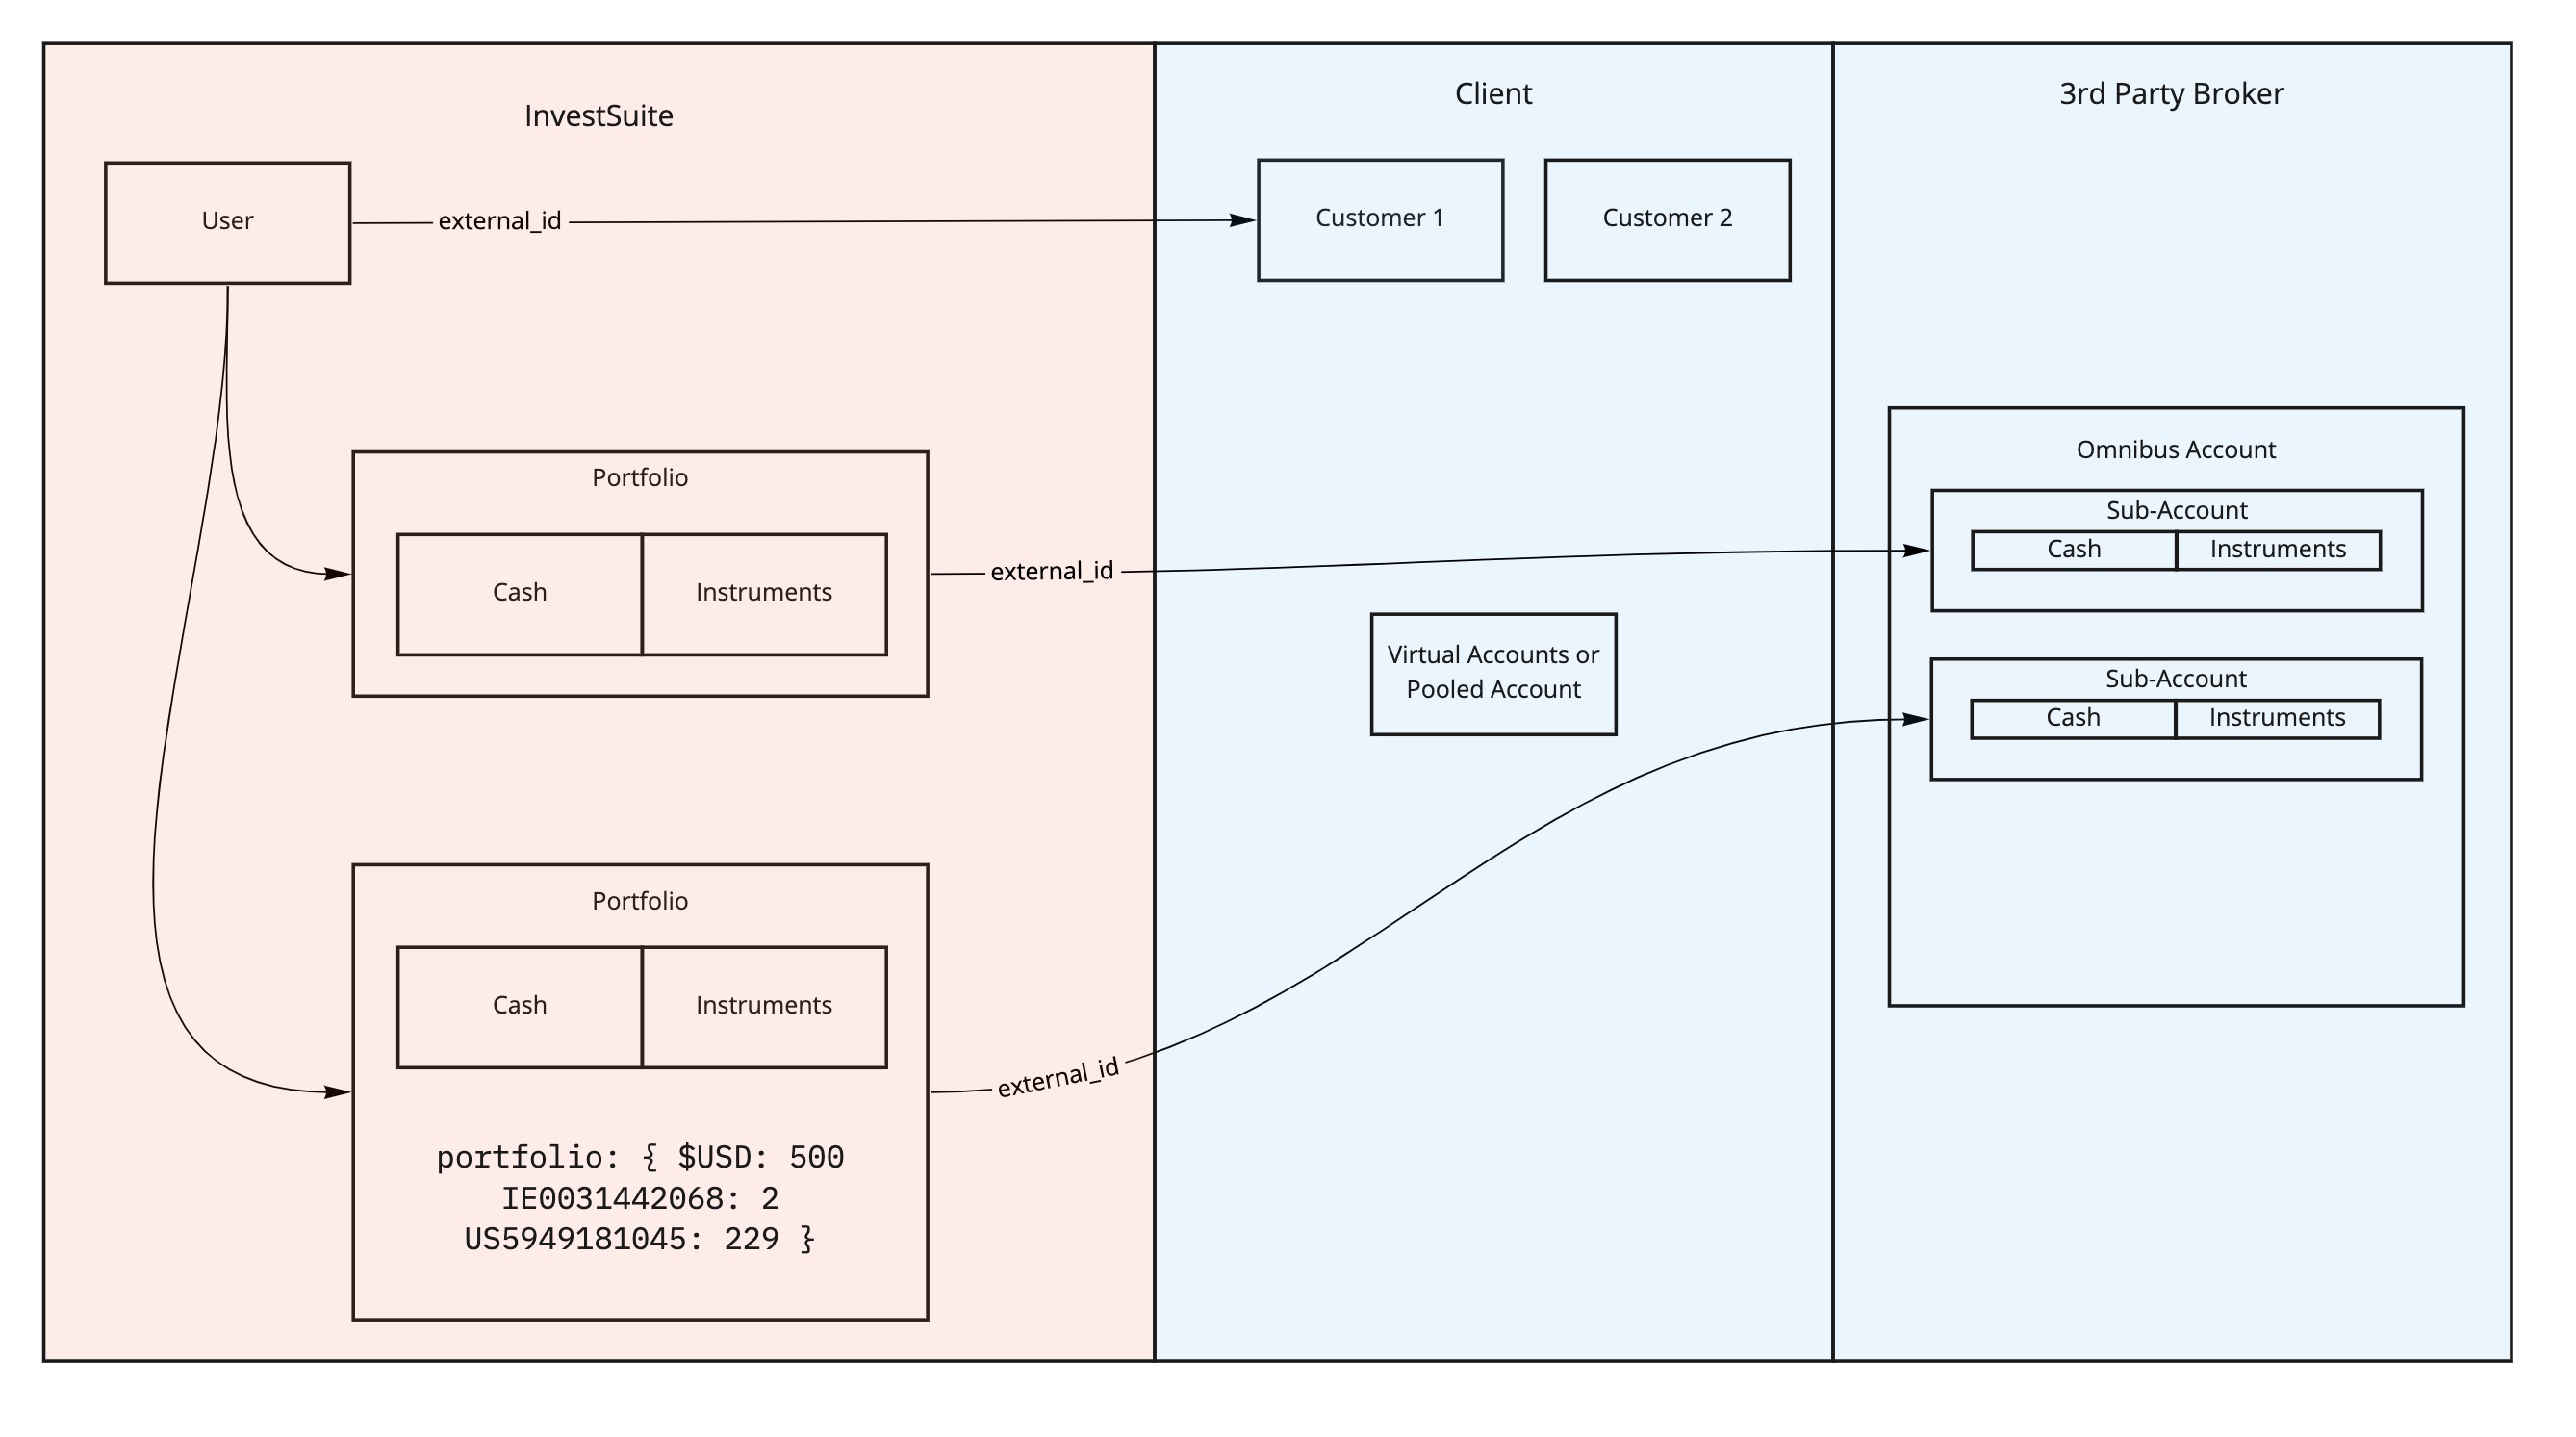 InvestSuite
Client
3rd Party Broker
User
external_id
Customer 1
Customer 2
Portfolio
Cash
Instruments
external_id
Virtual Accounts or
Pooled Account
Omnibus Account
Sub-Account
Cash
Instruments
Sub-Account
Cash
Instruments
Portfolio
Cash
Instruments
external_id
portfolio: { $USD: 500
IE0031442068: 2
US5949181045: 229 }